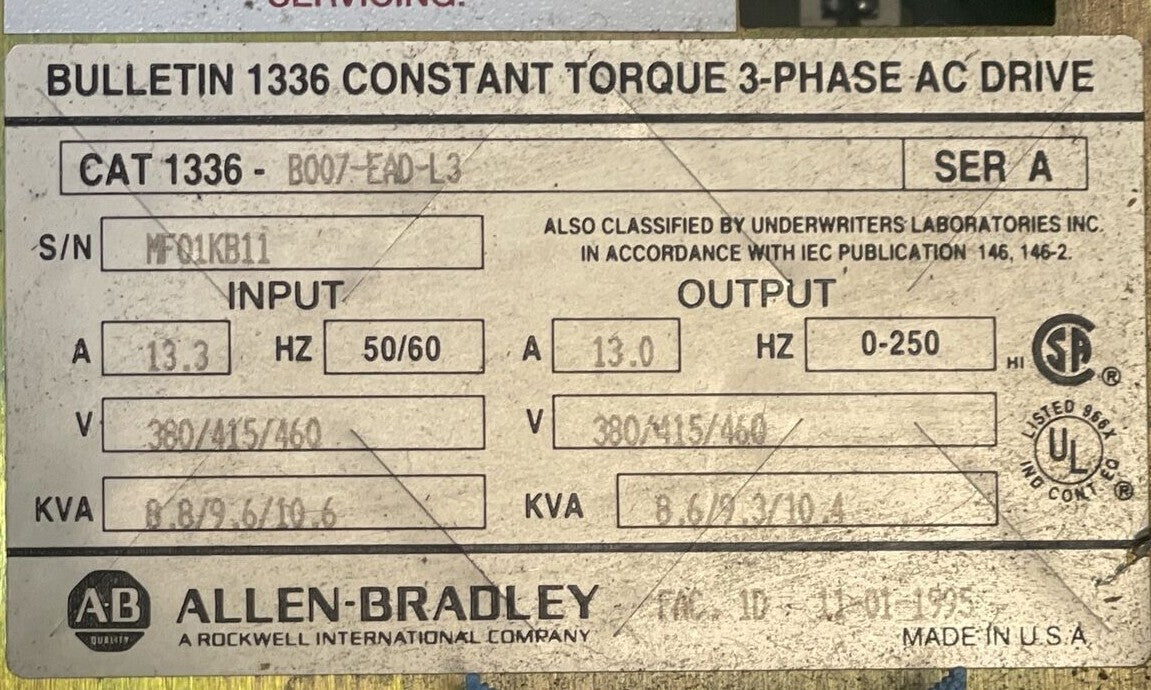 SERVICING.
BULLETIN 1336 CONSTANT TORQUE 3-PHASE AC DRIVE
CAT 1336 - B007-EAD-L3 SER A
S/N MFQ1KB11
ALSO CLASSIFIED BY UNDERWRITERS LABORATORIES INC.
IN ACCORDANCE WITH IEC PUBLICATION 146, 146-2.
INPUT OUTPUT
A 13.3 HZ 50/60 A 13.0 HZ 0-250
HI SA ®
V 380/415/460 V 380/415/460
LISTED 966X
UL
IND CONT EQ ®
KVA 8.8/9.6/10.6 KVA 8.6/9.3/10.4
A-B
QUALITY
ALLEN-BRADLEY FAC. 1D - 11-01-1995
A ROCKWELL INTERNATIONAL COMPANY MADE IN U.S.A.